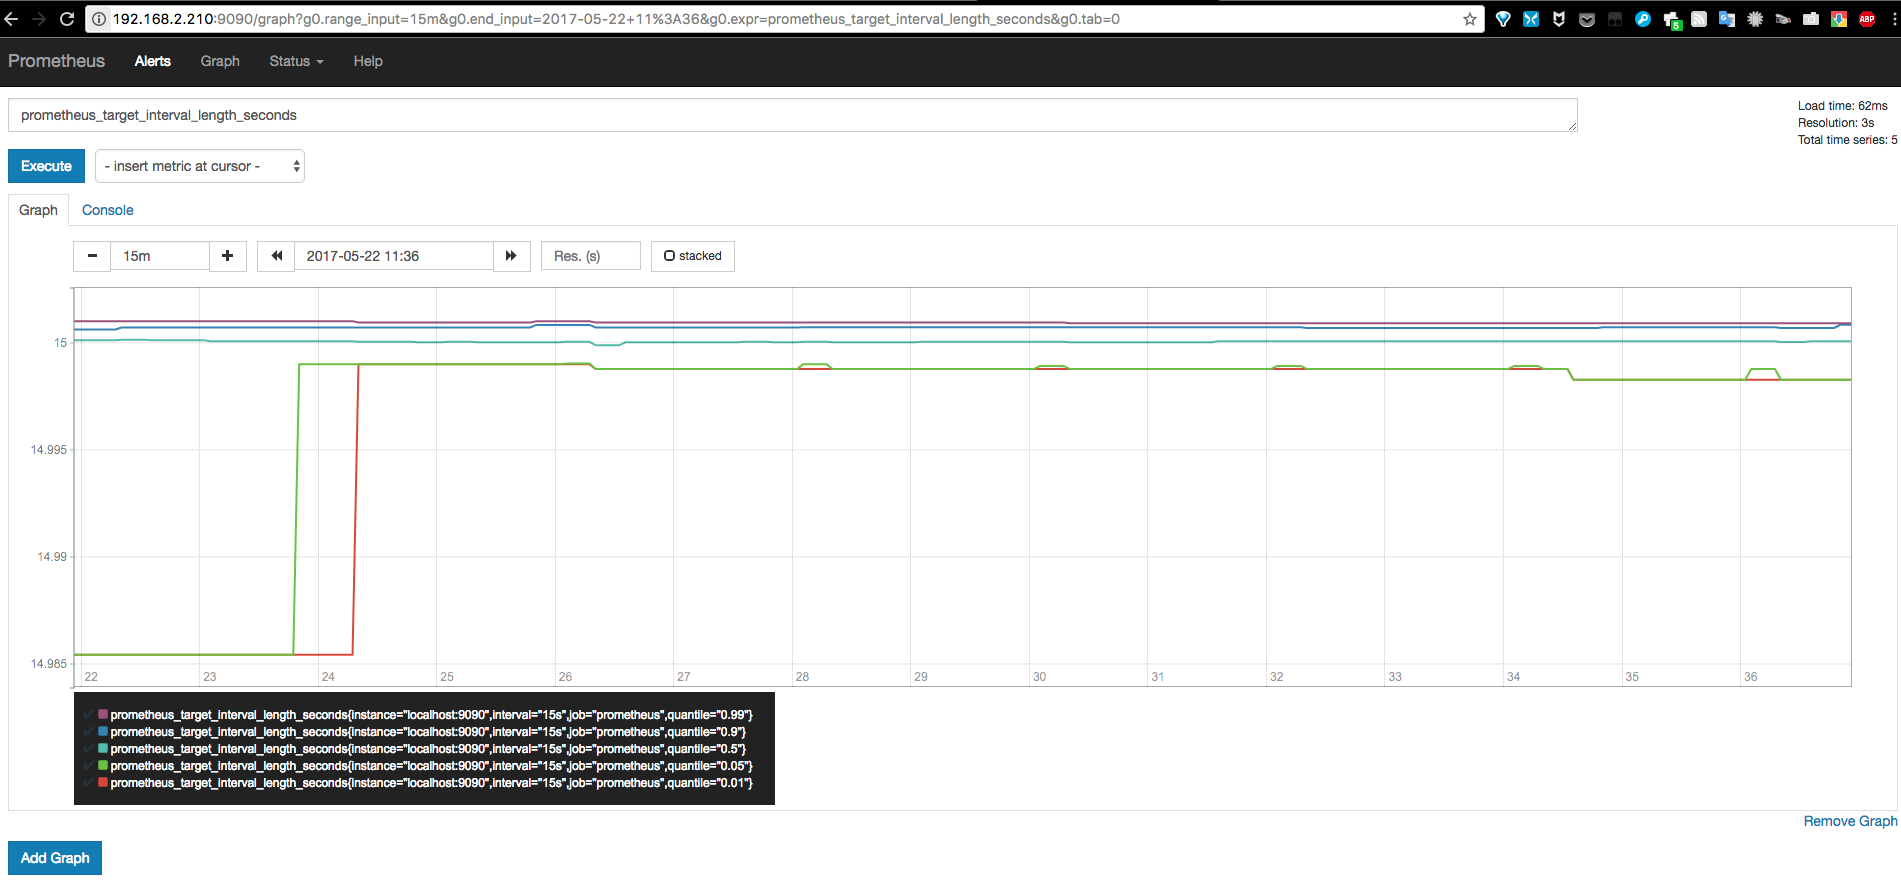 192.168.2.210:9090/graph?g0.range_input=15m&g0.end_input=2017-05-22+11%3A36&g0.expr=prometheus_target_interval_length_seconds&g0.tab=0
5
ABP
Prometheus Alerts Graph Status Help
prometheus_target_interval_length_seconds
Load time: 62ms
Resolution: 3s
Total time series: 5
Execute - insert metric at cursor -
Graph Console
15m 2017-05-22 11:36 Res. (s) stacked
15
14.995
14.99
14.985
22 23 24 25 26 27 28 29 30 31 32 33 34 35 36
prometheus_target_interval_length_seconds{instance="localhost:9090",interval="15s",job="prometheus",quantile="0.99"}
prometheus_target_interval_length_seconds{instance="localhost:9090",interval="15s",job="prometheus",quantile="0.9"}
prometheus_target_interval_length_seconds{instance="localhost:9090",interval="15s",job="prometheus",quantile="0.5"}
prometheus_target_interval_length_seconds{instance="localhost:9090",interval="15s",job="prometheus",quantile="0.05"}
prometheus_target_interval_length_seconds{instance="localhost:9090",interval="15s",job="prometheus",quantile="0.01"}
Remove Graph
Add Graph